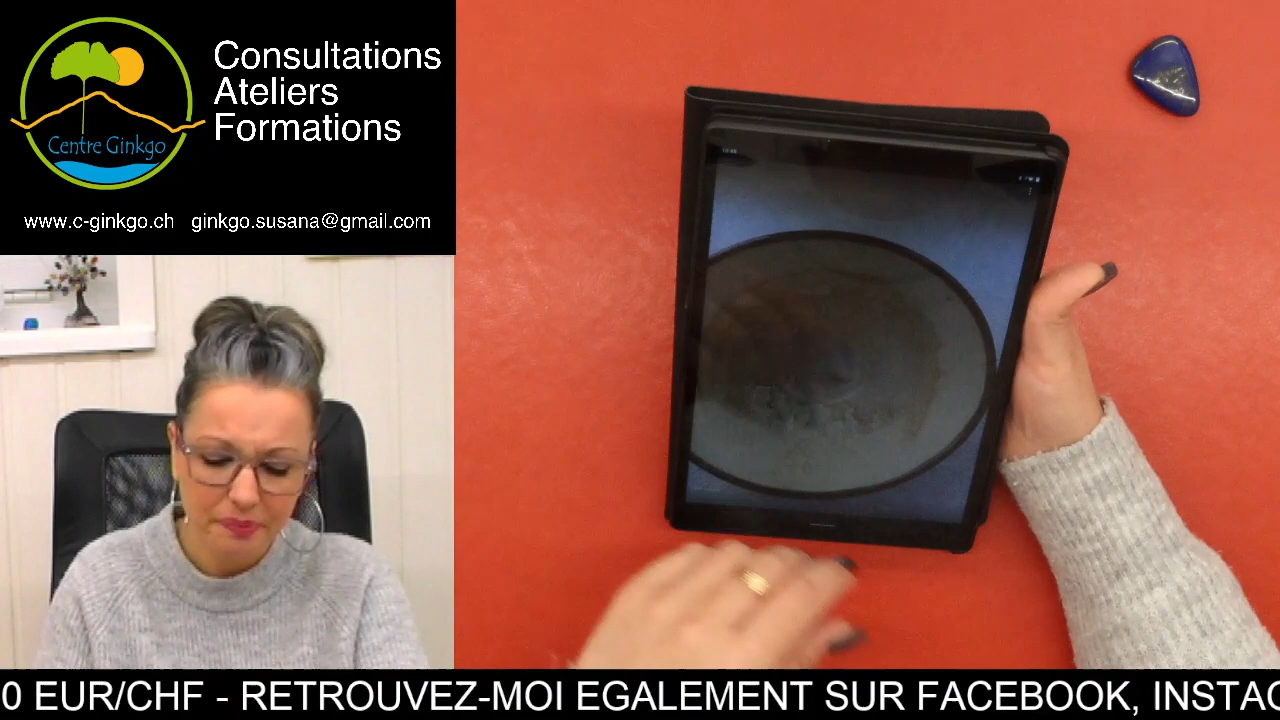 Consultations
Ateliers
Formations
Centre Ginkgo
www.c-ginkgo.ch ginkgo.susana@gmail.com
0 EUR/CHF - RETROUVEZ-MOI EGALEMENT SUR FACEBOOK, INSTAG